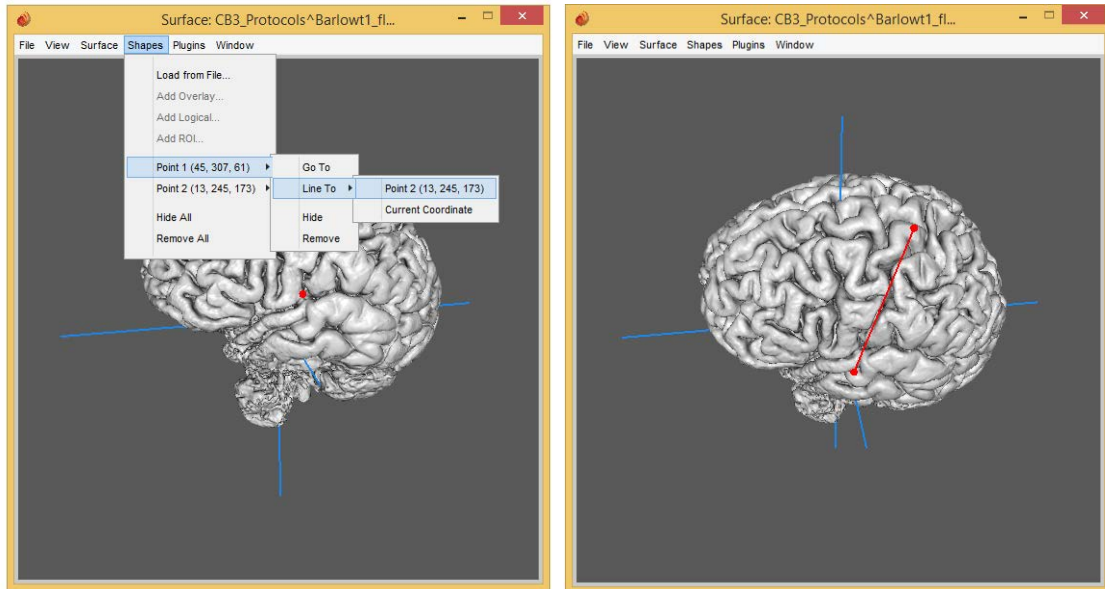 Surface: CB3_Protocols^Barlowt1_fl...
File View Surface Shapes Plugins Window
Load from File...
Add Overlay...
Add Logical...
Add ROI...
Point 1 (45, 307, 61)
Point 2 (13, 245, 173)
Hide All
Remove All
Go To
Line To
Hide
Remove
Point 2 (13, 245, 173)
Current Coordinate
Surface: CB3_Protocols^Barlowt1_fl...
File View Surface Shapes Plugins Window